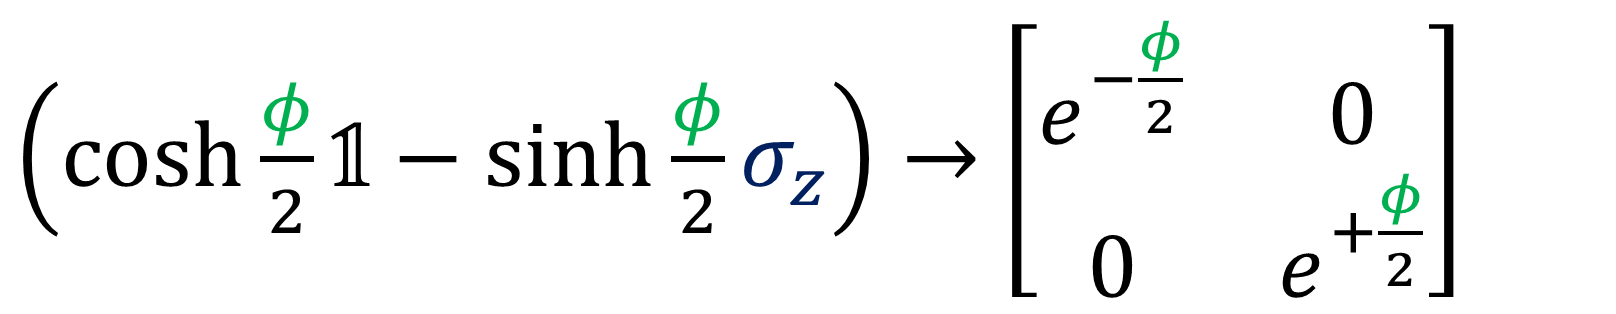 (cosh ϕ/2 𝟙 − sinh ϕ/2 σ_z) → [e^{−ϕ/2} 0
0 e^{+ϕ/2}]